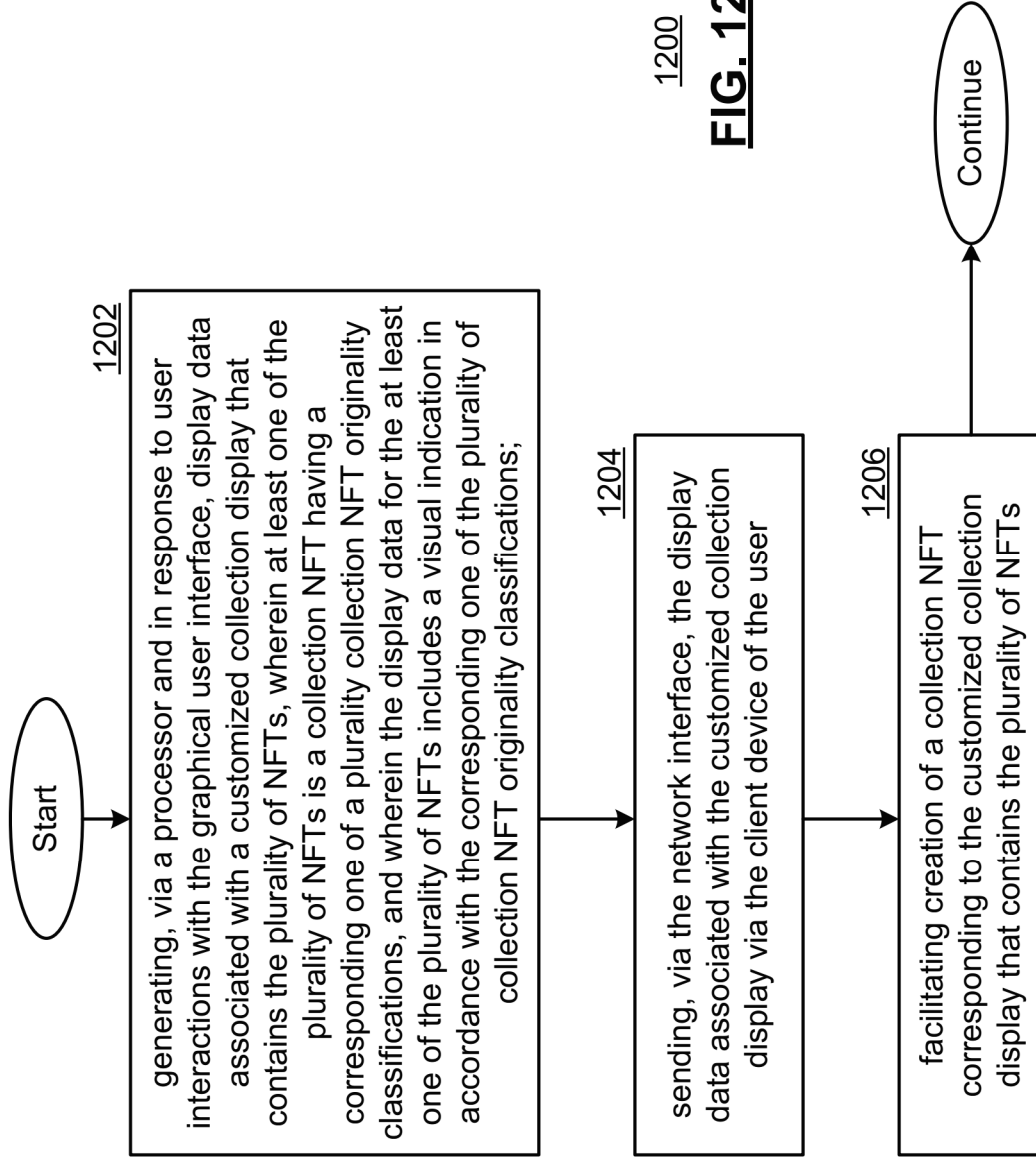 Start
1202
generating, via a processor and in response to user
interactions with the graphical user interface, display data
associated with a customized collection display that
contains the plurality of NFTs, wherein at least one of the
plurality of NFTs is a collection NFT having a
corresponding one of a plurality collection NFT originality
classifications, and wherein the display data for the at least
one of the plurality of NFTs includes a visual indication in
accordance with the corresponding one of the plurality of
collection NFT originality classifications;
1204
sending, via the network interface, the display
data associated with the customized collection
display via the client device of the user
1206
facilitating creation of a collection NFT
corresponding to the customized collection
display that contains the plurality of NFTs
Continue
1200
FIG. 12